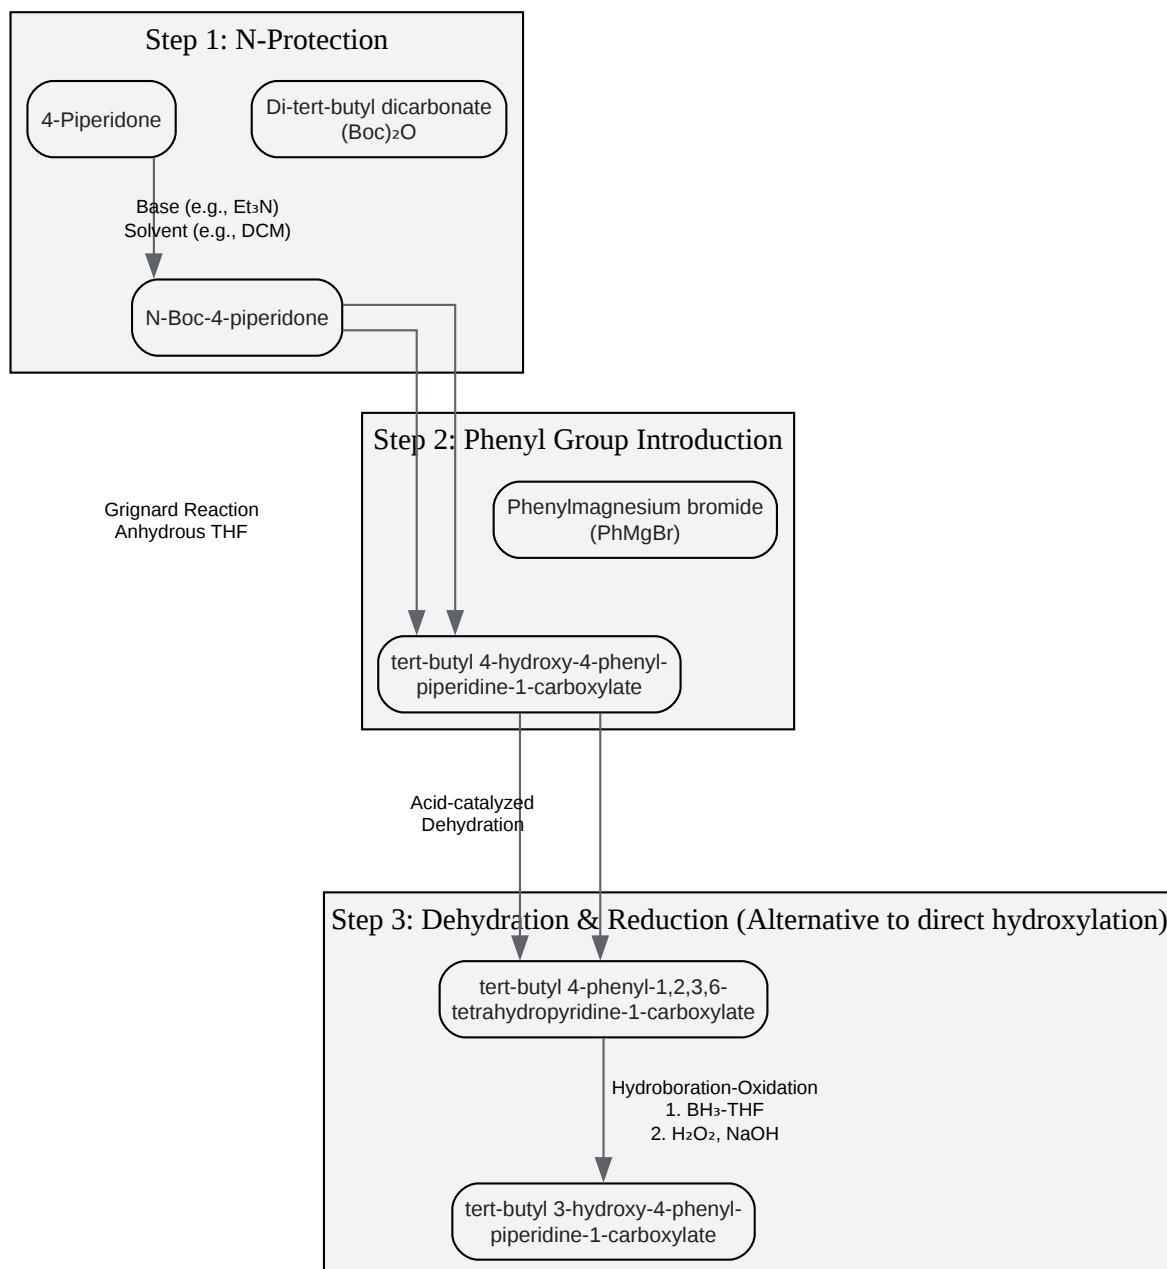 Step 1: N-Protection
4-Piperidone
Di-tert-butyl dicarbonate
(Boc)₂O
Base (e.g., Et₃N)
Solvent (e.g., DCM)
N-Boc-4-piperidone
Step 2: Phenyl Group Introduction
Phenylmagnesium bromide
(PhMgBr)
Grignard Reaction
Anhydrous THF
tert-butyl 4-hydroxy-4-phenyl-
piperidine-1-carboxylate
Acid-catalyzed
Dehydration
Step 3: Dehydration & Reduction (Alternative to direct hydroxylation)
tert-butyl 4-phenyl-1,2,3,6-
tetrahydropyridine-1-carboxylate
Hydroboration-Oxidation
1. BH₃-THF
2. H₂O₂, NaOH
tert-butyl 3-hydroxy-4-phenyl-
piperidine-1-carboxylate